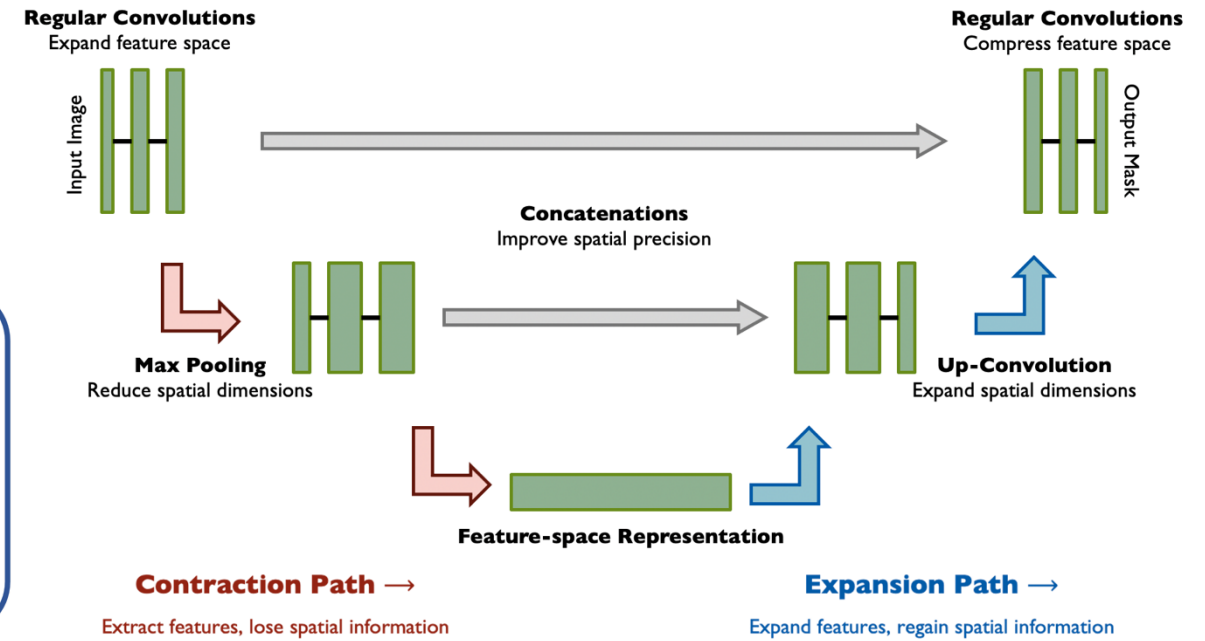 Regular Convolutions
Expand feature space
Regular Convolutions
Compress feature space
Input Image
Output Mask
Concatenations
Improve spatial precision
Max Pooling
Reduce spatial dimensions
Up-Convolution
Expand spatial dimensions
Feature-space Representation
Contraction Path →
Extract features, lose spatial information
Expansion Path →
Expand features, regain spatial information